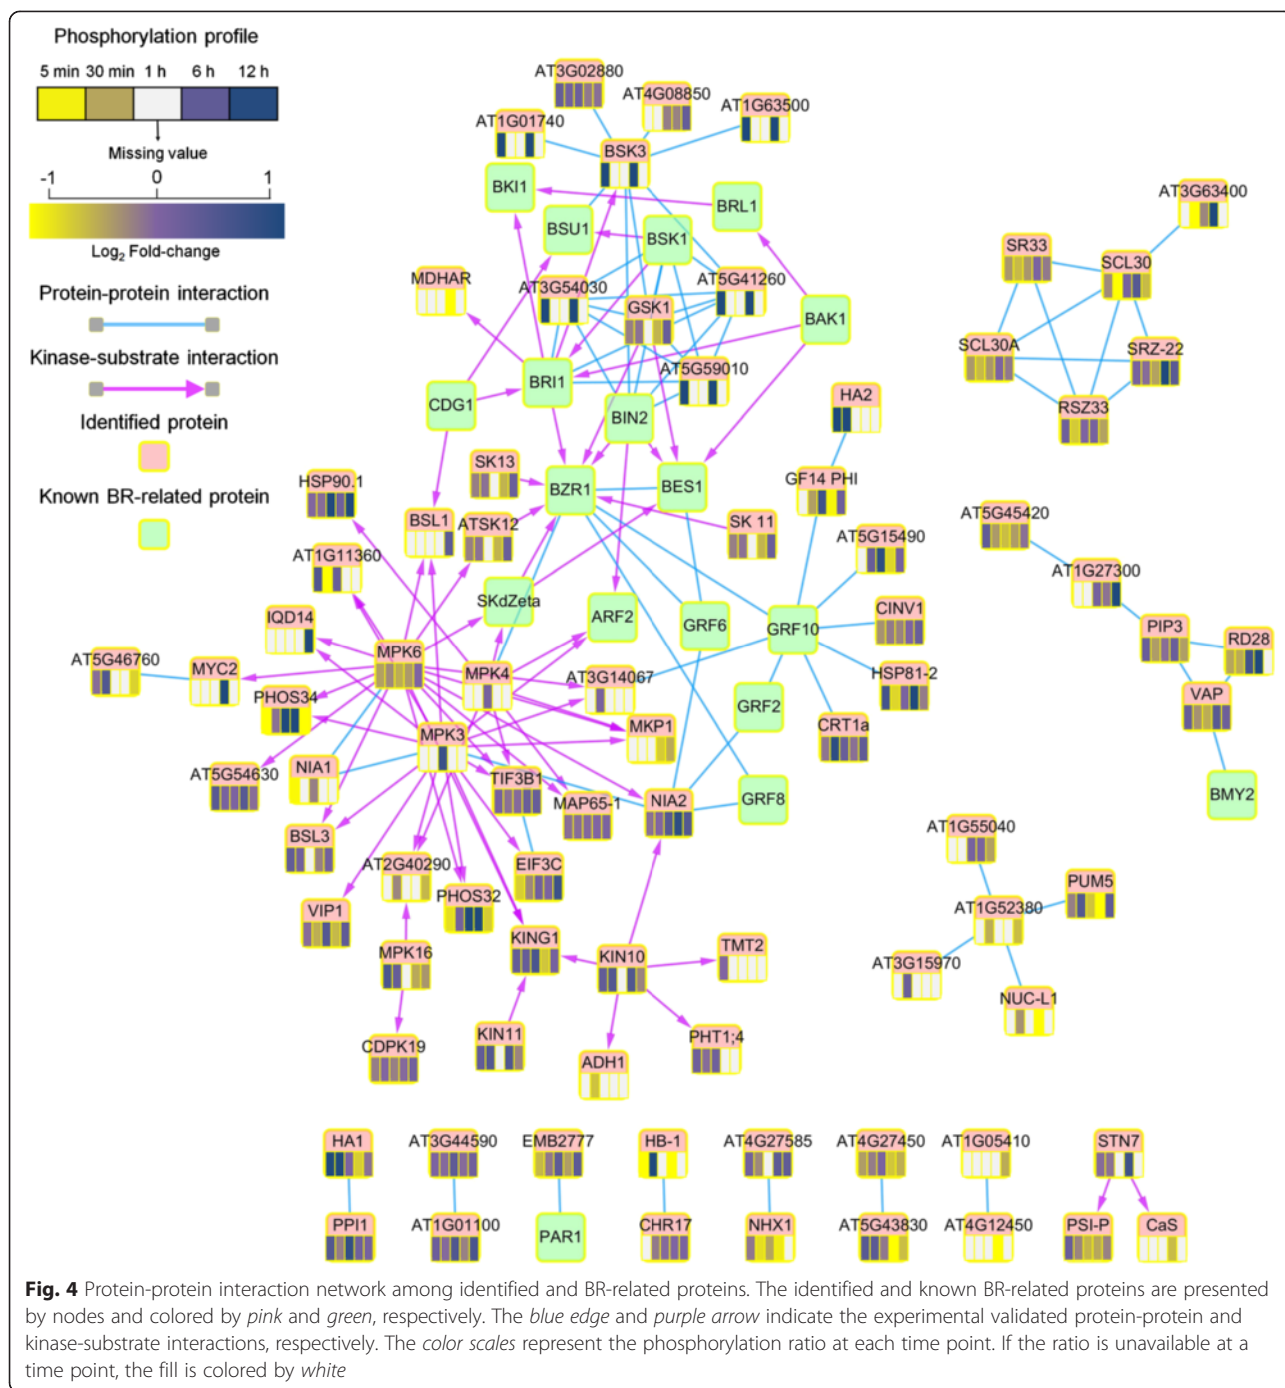 Phosphorylation profile
5 min 30 min 1 h 6 h 12 h
Missing value
-1 0 1
Log2 Fold-change
Protein-protein interaction
Kinase-substrate interaction
Identified protein
Known BR-related protein
AT3G02880
AT4G08850
AT1G63500
AT1G01740
BSK3
BKI1
BRL1
BSU1
BSK1
MDHAR
AT3G54030
GSK1
AT5G41260
BAK1
BRI1
AT5G59010
CDG1
BIN2
HA2
SK13
BZR1
BES1
GF14 PHI
HSP90.1
BSL1
ATSK12
SK 11
AT5G15490
AT1G11360
SKdZeta
ARF2
GRF6
GRF10
CINV1
IQD14
MPK6
MPK4
AT3G14067
HSP81-2
AT5G46760
MYC2
PHOS34
MKP1
GRF2
CRT1a
MPK3
AT5G54630
NIA1
TIF3B1
MAP65-1
NIA2
GRF8
BSL3
AT2G40290
EIF3C
PHOS32
VIP1
MPK16
KING1
KIN10
TMT2
CDPK19
KIN11
ADH1
PHT1;4
AT3G63400
SR33
SCL30
SCL30A
SRZ-22
RSZ33
AT5G45420
AT1G27300
PIP3
RD28
VAP
BMY2
AT1G55040
PUM5
AT1G52380
AT3G15970
NUC-L1
HA1 AT3G44590 EMB2777 HB-1 AT4G27585 AT4G27450 AT1G05410 STN7
PPI1 AT1G01100 PAR1 CHR17 NHX1 AT5G43830 AT4G12450 PSI-P CaS
Fig. 4 Protein-protein interaction network among identified and BR-related proteins. The identified and known BR-related proteins are presented
by nodes and colored by pink and green, respectively. The blue edge and purple arrow indicate the experimental validated protein-protein and
kinase-substrate interactions, respectively. The color scales represent the phosphorylation ratio at each time point. If the ratio is unavailable at a
time point, the fill is colored by white